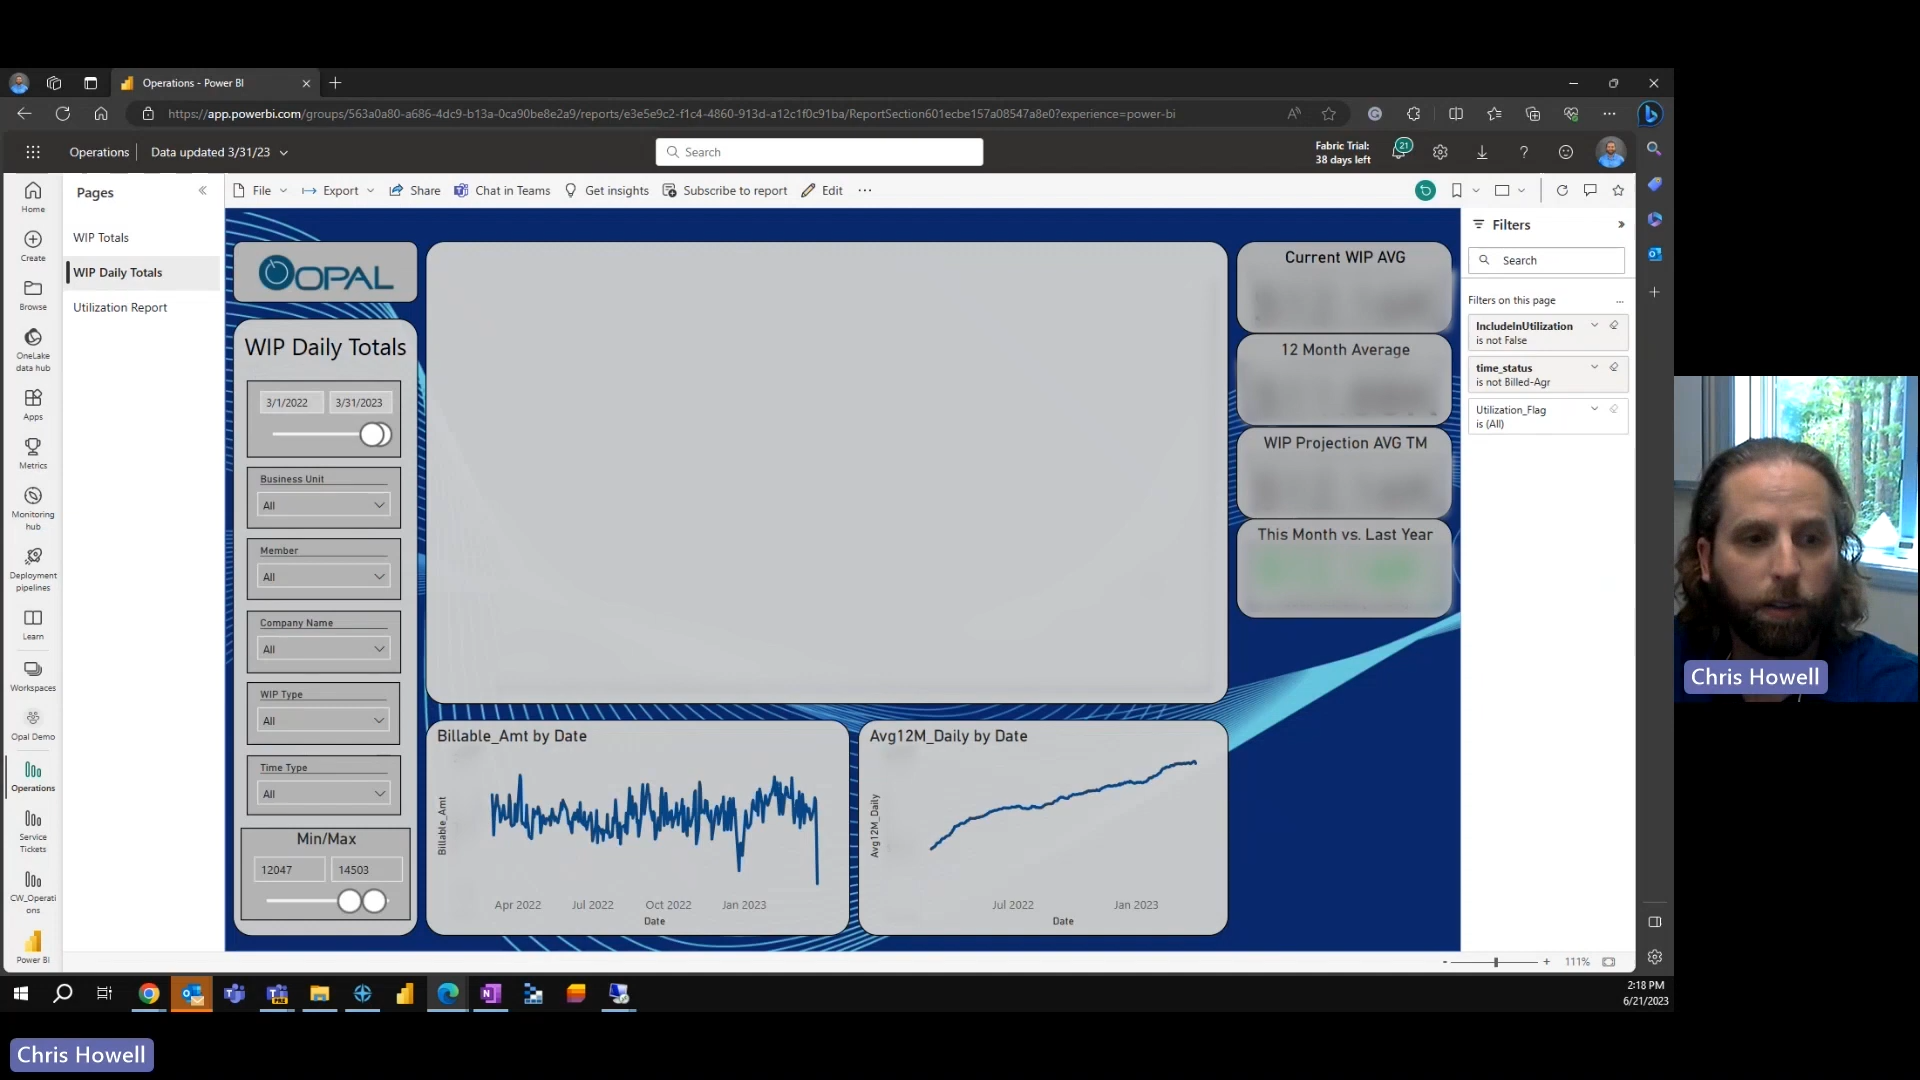 Operations - Power BI
https://app.powerbi.com/groups/563a0a80-a686-4dc9-b13a-0ca90be8e2a9/reports/e3e5e9c2-f1c4-4860-913d-a12c1f0c91ba/ReportSection601ecbe157a08547a8e0?experience=power-bi
Operations
Data updated 3/31/23
Search
Fabric Trial:
38 days left
21
Home
Create
Browse
OneLake
data hub
Apps
Metrics
Monitoring
hub
Deployment
pipelines
Learn
Workspaces
Opal Demo
Operations
Service
Tickets
CW_Operati
ons
Power BI
Pages
WIP Totals
WIP Daily Totals
Utilization Report
File
Export
Share
Chat in Teams
Get insights
Subscribe to report
Edit
OPAL
WIP Daily Totals
3/1/2022
3/31/2023
Business Unit
All
Member
All
Company Name
All
WIP Type
All
Time Type
All
Min/Max
12047
14503
Billable_Amt by Date
Billable_Amt
Apr 2022
Jul 2022
Oct 2022
Jan 2023
Date
Avg12M_Daily by Date
Avg12M_Daily
Jul 2022
Jan 2023
Date
Current WIP AVG
12 Month Average
WIP Projection AVG TM
This Month vs. Last Year
Filters
Search
Filters on this page
IncludeInUtilization
is not False
time_status
is not Billed-Agr
Utilization_Flag
is (All)
111%
2:18 PM
6/21/2023
Chris Howell
Chris Howell